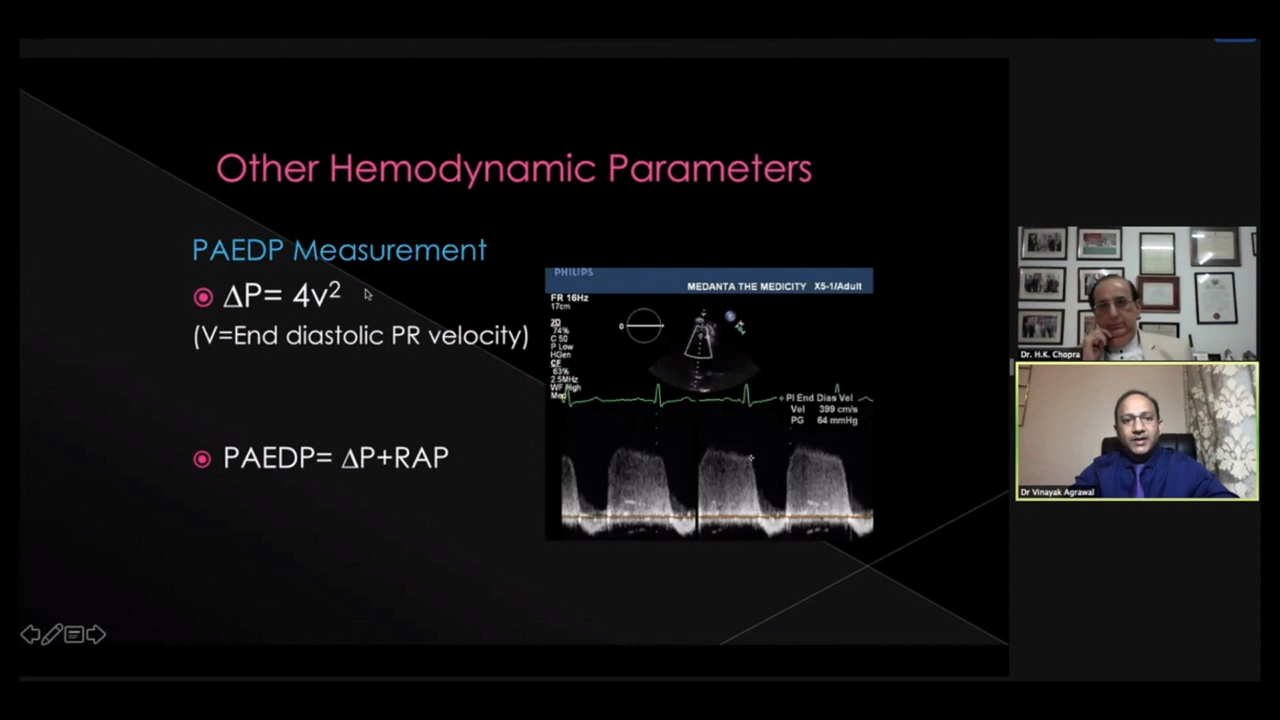 Other Hemodynamic Parameters
PAEDP Measurement
ΔP= 4v²
(V=End diastolic PR velocity)
PAEDP= ΔP+RAP
PHILIPS
MEDANTA THE MEDICITY X5-1/Adult
FR 16Hz
17cm
2D
74%
C 50
P Low
HGen
CF
63%
2.5MHz
WF High
Med
0
+ PI End Dias Vel
Vel 399 cm/s
PG 64 mmHg
Dr. H.K. Chopra
Dr Vinayak Agrawal